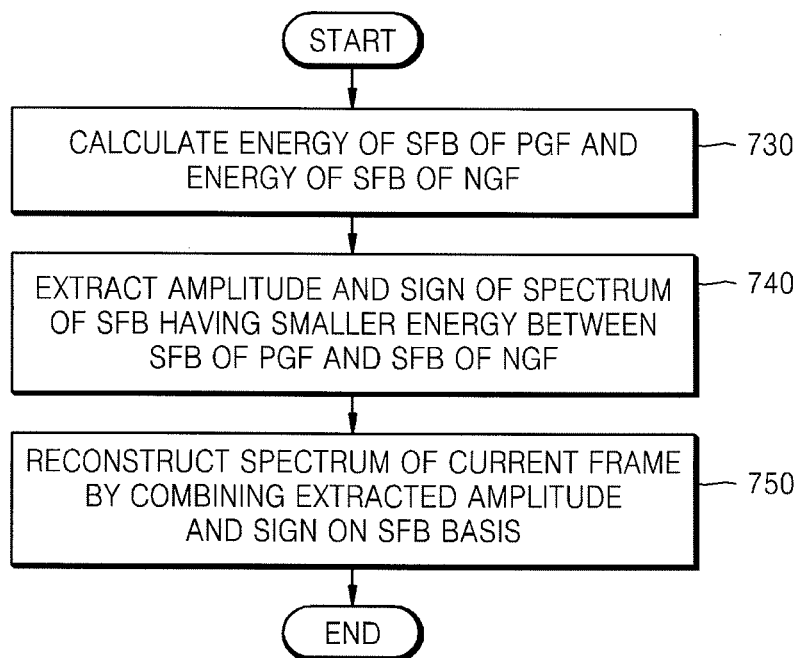 START
CALCULATE ENERGY OF SFB OF PGF AND
ENERGY OF SFB OF NGF
730
EXTRACT AMPLITUDE AND SIGN OF SPECTRUM
OF SFB HAVING SMALLER ENERGY BETWEEN
SFB OF PGF AND SFB OF NGF
740
RECONSTRUCT SPECTRUM OF CURRENT FRAME
BY COMBINING EXTRACTED AMPLITUDE
AND SIGN ON SFB BASIS
750
END